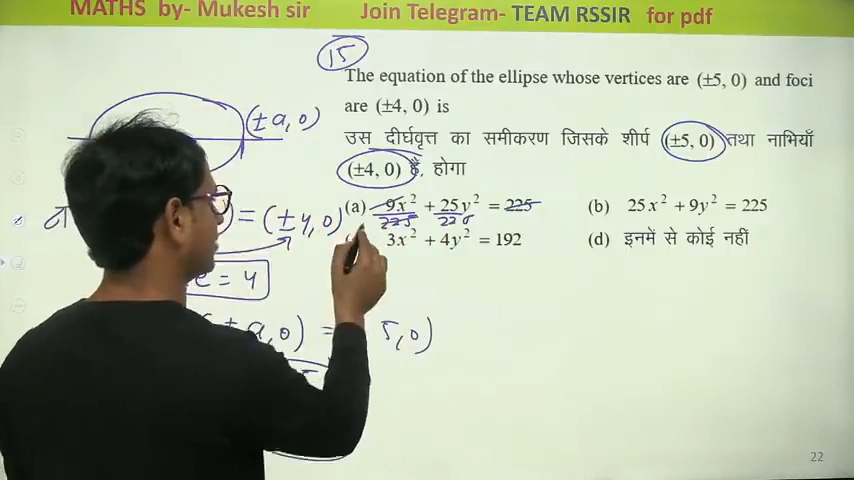 MATHS by- Mukesh sir Join Telegram- TEAM RSSIR for pdf
15
The equation of the ellipse whose vertices are (±5, 0) and foci
are (±4, 0) is
उस दीर्घवृत्त का समीकरण जिसके शीर्ष (±5, 0) तथा नाभियाँ
(±4, 0) हैं, होगा
(a) 9x² + 25y² = 225 (b) 25x² + 9y² = 225
225 225
3x² + 4y² = 192 (d) इनमें से कोई नहीं
(±a, 0)
) = (±4, 0)
e = 4
(±a, 0) = 5, 0)
22